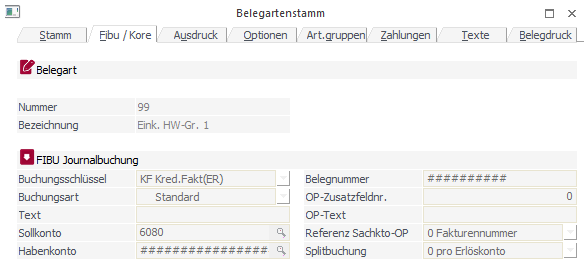 Belegartenstamm
Stamm Fibu / Kore Ausdruck Optionen Art.gruppen Zahlungen Texte Belegdruck
Belegart
Nummer 99
Bezeichnung Eink. HW-Gr. 1
FIBU Journalbuchung
Buchungsschlüssel KF Kred.Fakt(ER) Belegnummer ##########
Buchungsart Standard OP-Zusatzfeldnr. 0
Text OP-Text
Sollkonto 6080 Referenz Sachkto-OP 0 Fakturennummer
Habenkonto ################ Splitbuchung 0 pro Erlöskonto